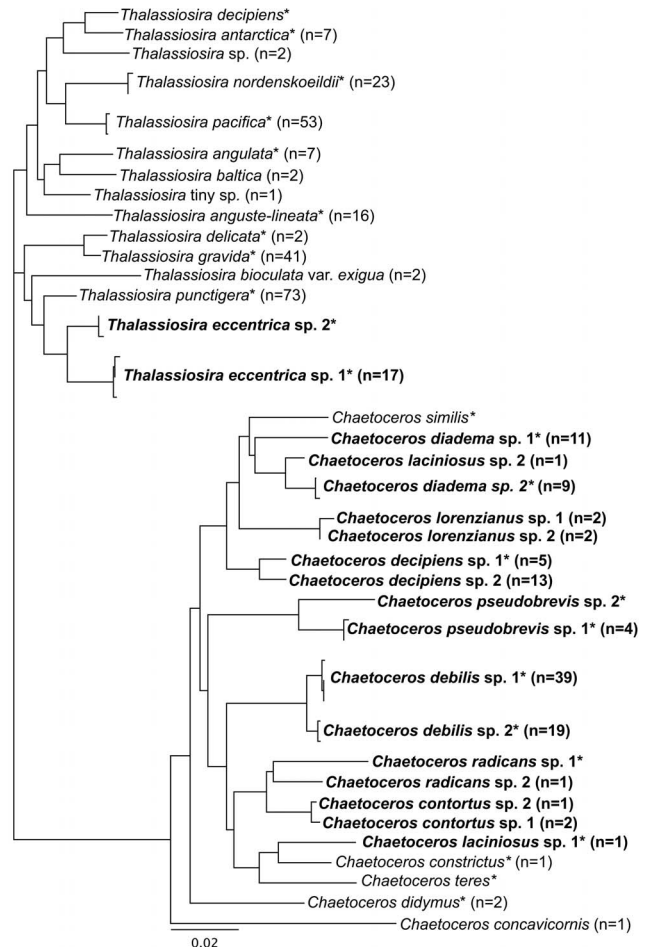 Thalassiosira decipiens*
Thalassiosira antarctica* (n=7)
Thalassiosira sp. (n=2)
Thalassiosira nordenskoeildii* (n=23)
Thalassiosira pacifica* (n=53)
Thalassiosira angulata* (n=7)
Thalassiosira baltica (n=2)
Thalassiosira tiny sp. (n=1)
Thalassiosira anguste-lineata* (n=16)
Thalassiosira delicata* (n=2)
Thalassiosira gravida* (n=41)
Thalassiosira bioculata var. exigua (n=2)
Thalassiosira punctigera* (n=73)
Thalassiosira eccentrica sp. 2*
Thalassiosira eccentrica sp. 1* (n=17)
Chaetoceros similis*
Chaetoceros diadema sp. 1* (n=11)
Chaetoceros laciniosus sp. 2 (n=1)
Chaetoceros diadema sp. 2* (n=9)
Chaetoceros lorenzianus sp. 1 (n=2)
Chaetoceros lorenzianus sp. 2 (n=2)
Chaetoceros decipiens sp. 1* (n=5)
Chaetoceros decipiens sp. 2 (n=13)
Chaetoceros pseudobrevis sp. 2*
Chaetoceros pseudobrevis sp. 1* (n=4)
Chaetoceros debilis sp. 1* (n=39)
Chaetoceros debilis sp. 2* (n=19)
Chaetoceros radicans sp. 1*
Chaetoceros radicans sp. 2 (n=1)
Chaetoceros contortus sp. 2 (n=1)
Chaetoceros contortus sp. 1 (n=2)
Chaetoceros laciniosus sp. 1* (n=1)
Chaetoceros constrictus* (n=1)
Chaetoceros teres*
Chaetoceros didymus* (n=2)
Chaetoceros concavicornis (n=1)
0.02